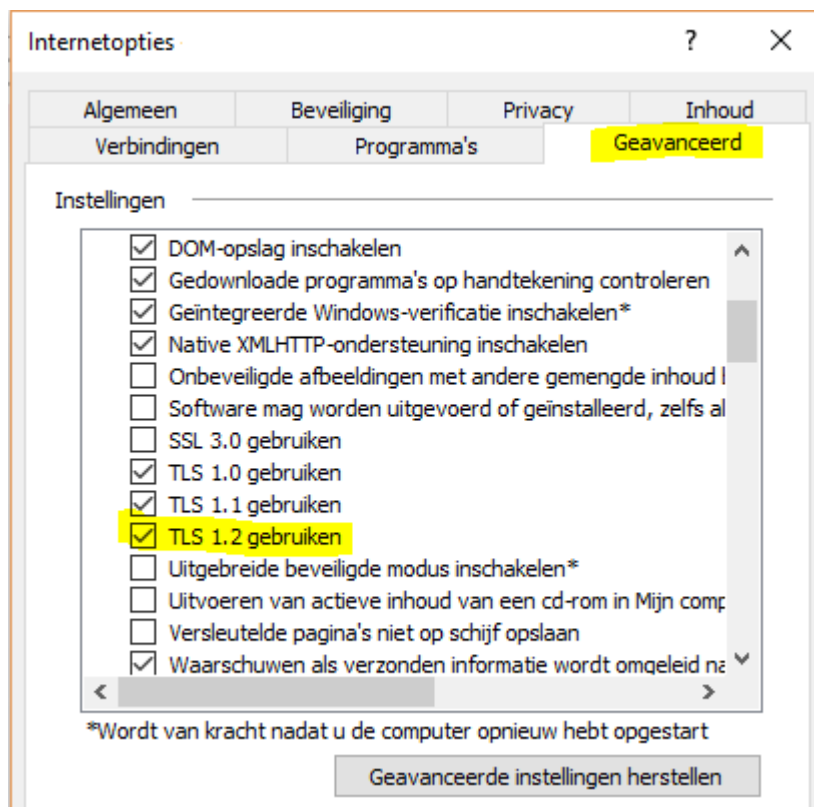 Internetopties
Algemeen Beveiliging Privacy Inhoud
Verbindingen Programma's Geavanceerd
Instellingen
DOM-opslag inschakelen
Gedownloade programma's op handtekening controleren
Geïntegreerde Windows-verificatie inschakelen*
Native XMLHTTP-ondersteuning inschakelen
Onbeveiligde afbeeldingen met andere gemengde inhoud
Software mag worden uitgevoerd of geïnstalleerd, zelfs al
SSL 3.0 gebruiken
TLS 1.0 gebruiken
TLS 1.1 gebruiken
TLS 1.2 gebruiken
Uitgebreide beveiligde modus inschakelen*
Uitvoeren van actieve inhoud van een cd-rom in Mijn comp
Versleutelde pagina's niet op schijf opslaan
Waarschuwen als verzonden informatie wordt omgeleid na
*Wordt van kracht nadat u de computer opnieuw hebt opgestart
Geavanceerde instellingen herstellen